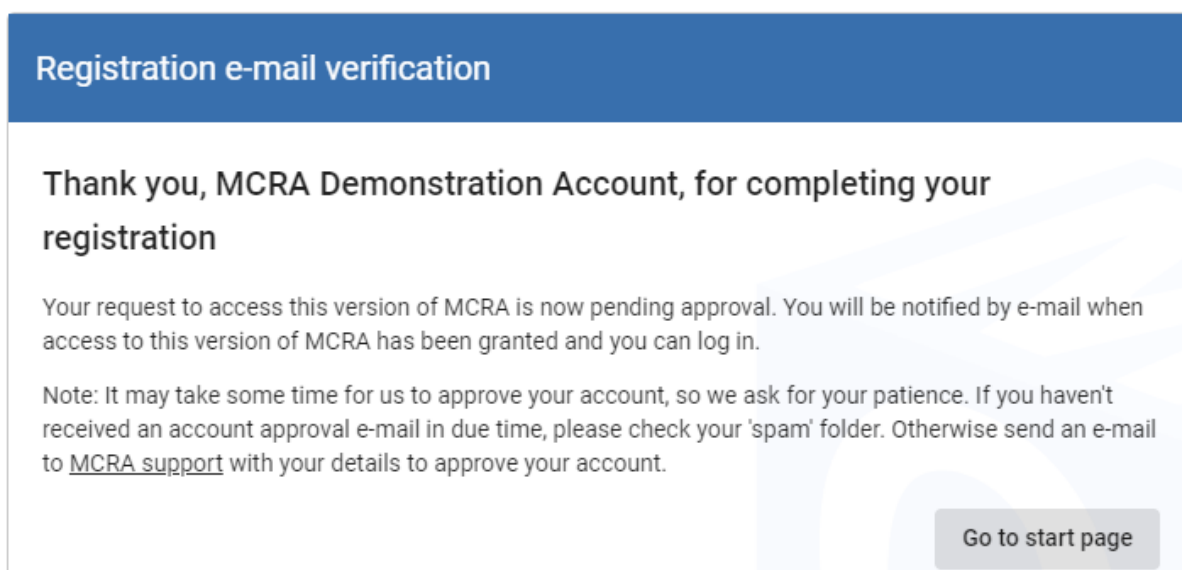 Registration e-mail verification
Thank you, MCRA Demonstration Account, for completing your
registration
Your request to access this version of MCRA is now pending approval. You will be notified by e-mail when
access to this version of MCRA has been granted and you can log in.
Note: It may take some time for us to approve your account, so we ask for your patience. If you haven't
received an account approval e-mail in due time, please check your 'spam' folder. Otherwise send an e-mail
to MCRA support with your details to approve your account.
Go to start page